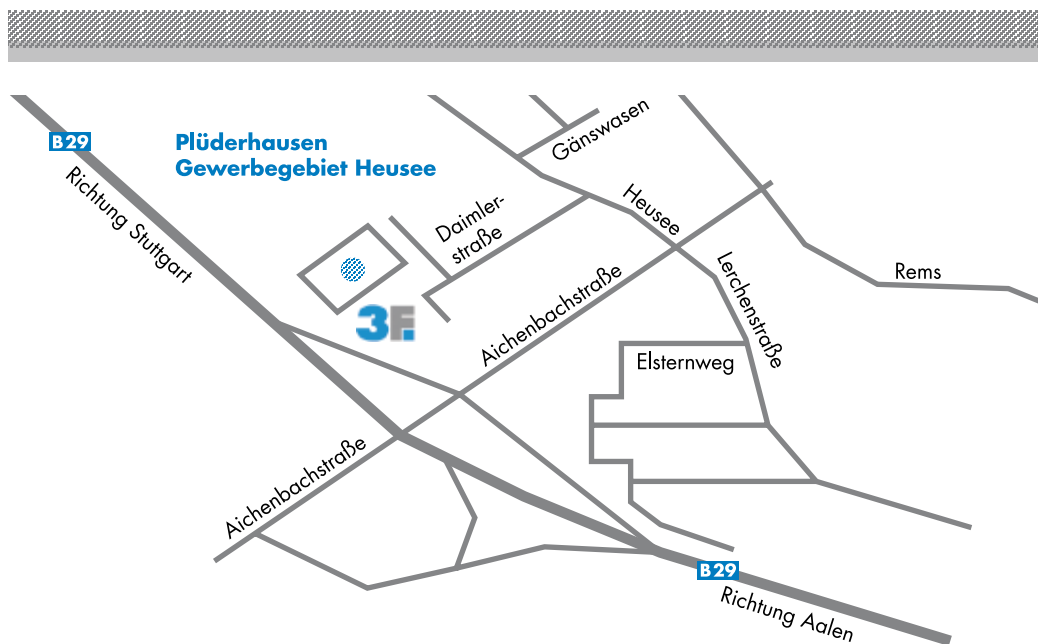 B29
Plüderhausen
Gewerbegebiet Heusee
Gänswasen
Richtung Stuttgart
Daimler-
straße
Heusee
Lerchenstraße
Rems
3F.
Aichenbachstraße
Elsternweg
Aichenbachstraße
B29
Richtung Aalen